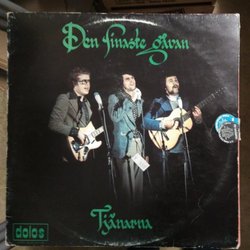 Den finaste gåvan
Tjänarna
dolos